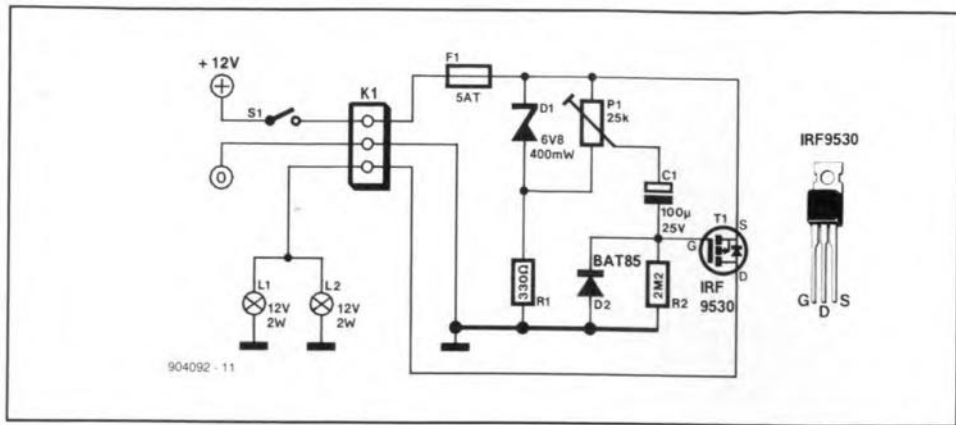 + 12V
S1
0
K1
F1
5AT
D1
6V8
400mW
P1
25k
C1
100µ
25V
T1
S
G
D
IRF
9530
BAT85
D2
330Ω
R1
2M2
R2
L1
12V
2W
L2
12V
2W
904092 - 11
IRF9530
G
D
S